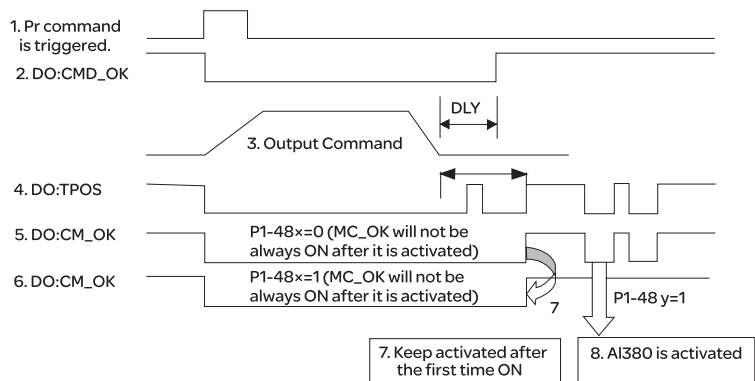 1. Pr command
is triggered.
2. DO:CMD_OK
DLY
3. Output Command
4. DO:TPOS
5. DO:CM_OK
P1-48×=0 (MC_OK will not be
always ON after it is activated)
6. DO:CM_OK
P1-48×=1 (MC_OK will not be
always ON after it is activated)
7
P1-48 y=1
7. Keep activated after
the first time ON
8. Al380 is activated